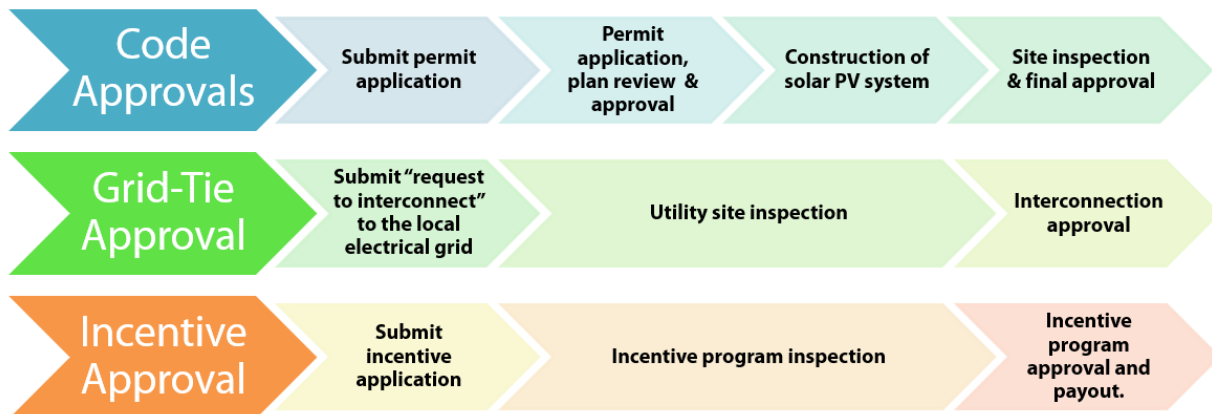 Code
Approvals
Submit permit
application
Permit
application,
plan review  &
approval
Construction of
solar PV system
Site inspection
& final approval
Grid-Tie
Approval
Submit “request
to interconnect”
to the local
electrical grid
Utility site inspection
Interconnection
approval
Incentive
Approval
Submit
incentive
application
Incentive program inspection
Incentive
program
approval and
payout.